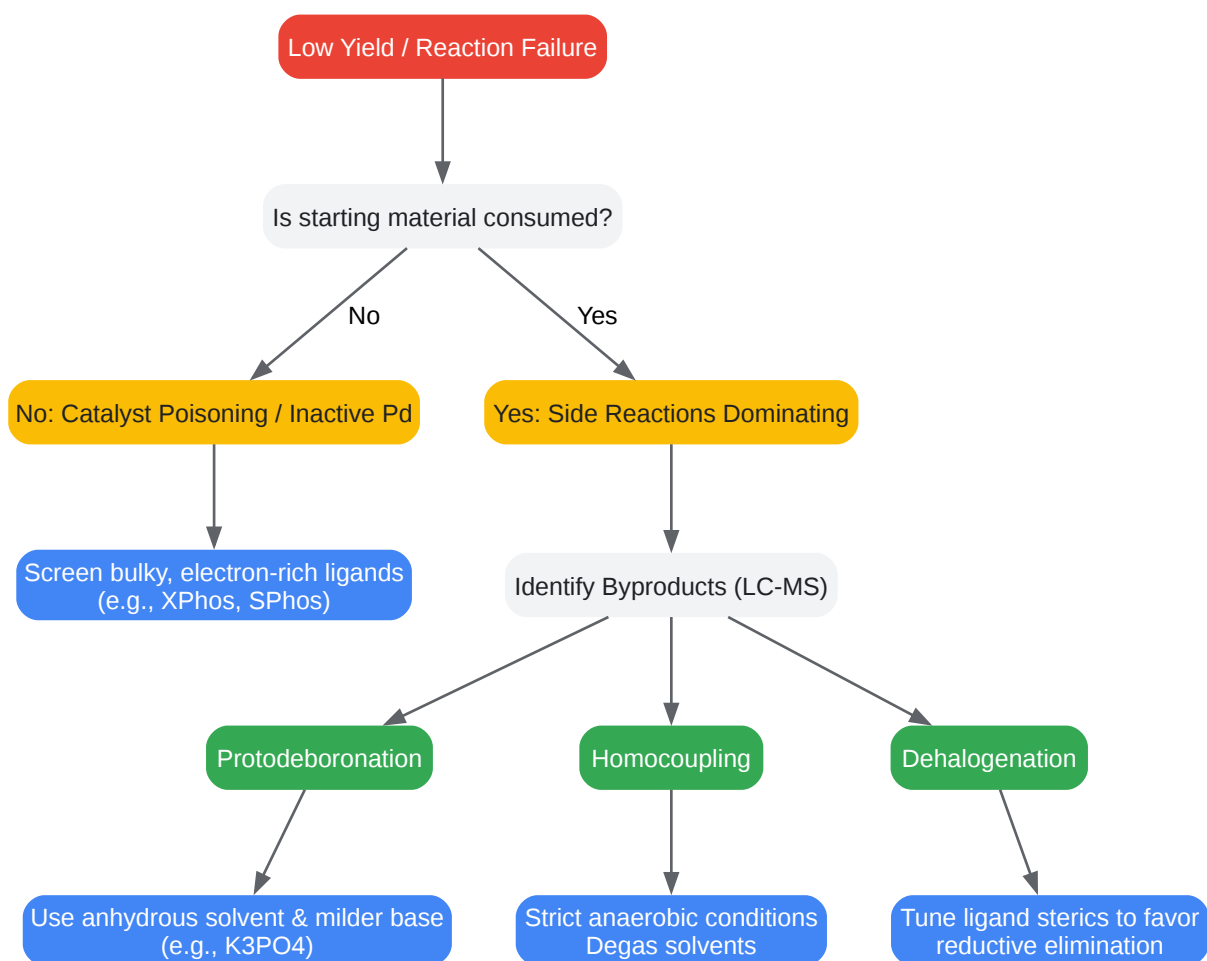 Low Yield / Reaction Failure
Is starting material consumed?
No
Yes
No: Catalyst Poisoning / Inactive Pd
Yes: Side Reactions Dominating
Screen bulky, electron-rich ligands
(e.g., XPhos, SPhos)
Identify Byproducts (LC-MS)
Protodeboronation
Homocoupling
Dehalogenation
Use anhydrous solvent & milder base
(e.g., K3PO4)
Strict anaerobic conditions
Degas solvents
Tune ligand sterics to favor
reductive elimination